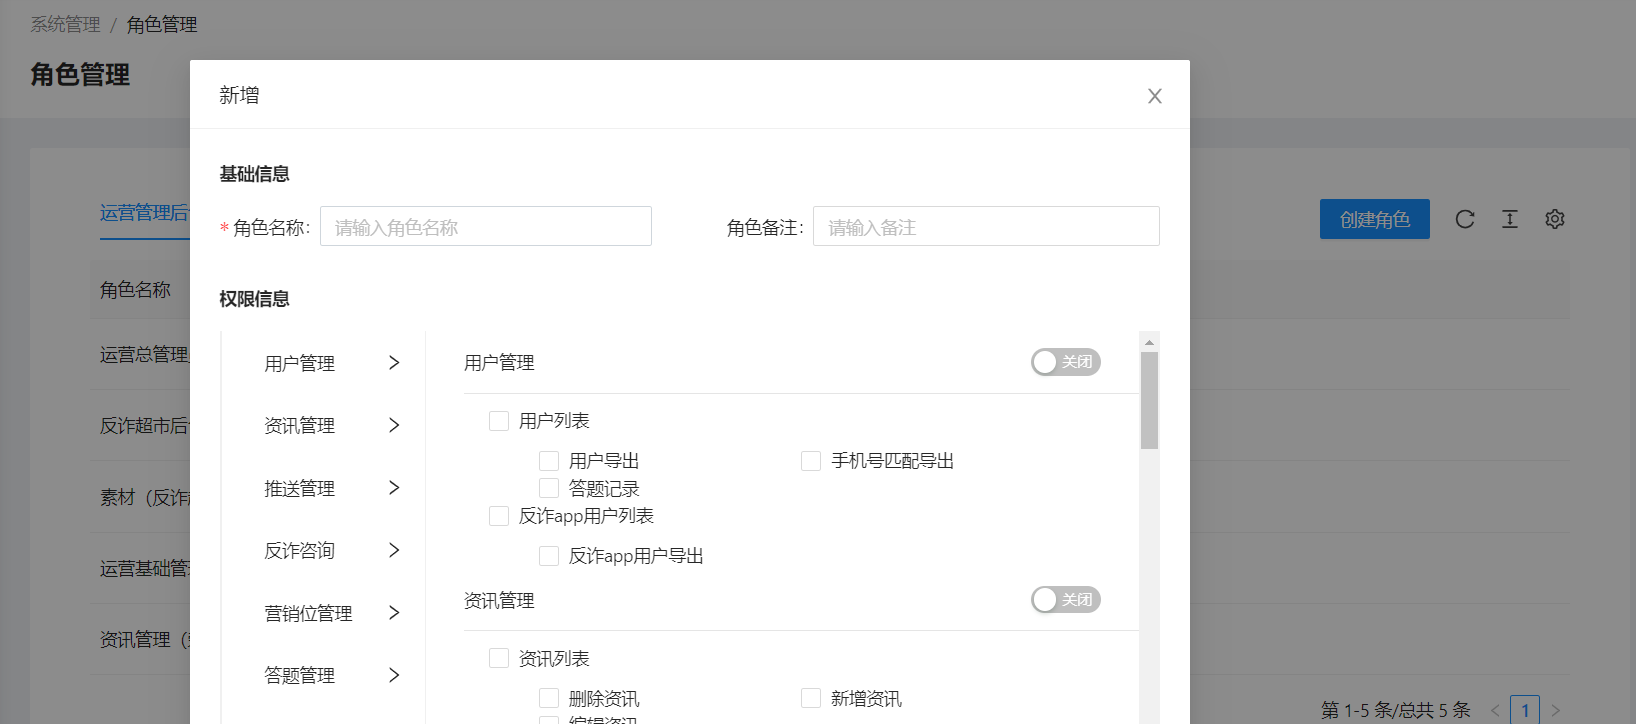 系统管理 / 角色管理
角色管理
新增
基础信息
* 角色名称: 请输入角色名称 角色备注: 请输入备注
权限信息
运营管理后
创建角色
角色名称
运营总管理
反诈超市后
素材（反诈
运营基础管
资讯管理（
用户管理
资讯管理
推送管理
反诈咨询
营销位管理
答题管理
用户管理 关闭
用户列表
用户导出 手机号匹配导出
答题记录
反诈app用户列表
反诈app用户导出
资讯管理 关闭
资讯列表
删除资讯 新增资讯
编辑资讯
第 1-5 条/总共 5 条 < 1 >